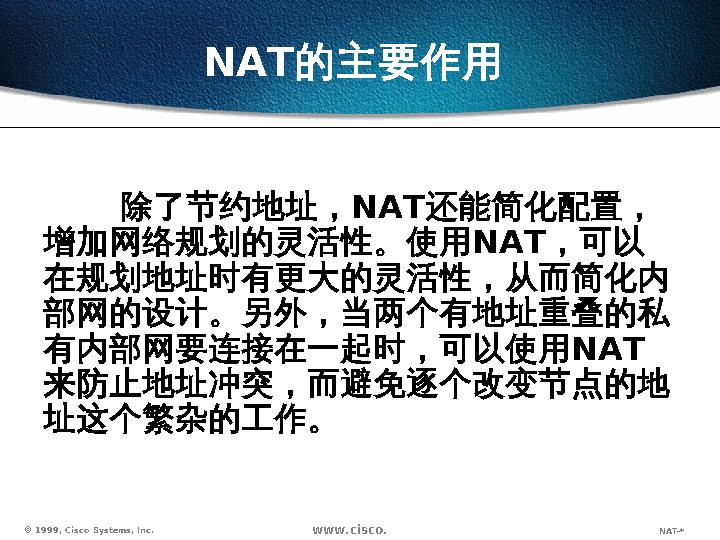 NAT的主要作用
除了节约地址，NAT还能简化配置，
增加网络规划的灵活性。使用NAT，可以
在规划地址时有更大的灵活性，从而简化内
部网的设计。另外，当两个有地址重叠的私
有内部网要连接在一起时，可以使用NAT
来防止地址冲突，而避免逐个改变节点的地
址这个繁杂的工作。
© 1999, Cisco Systems, Inc.
www.cisco.
NAT-*